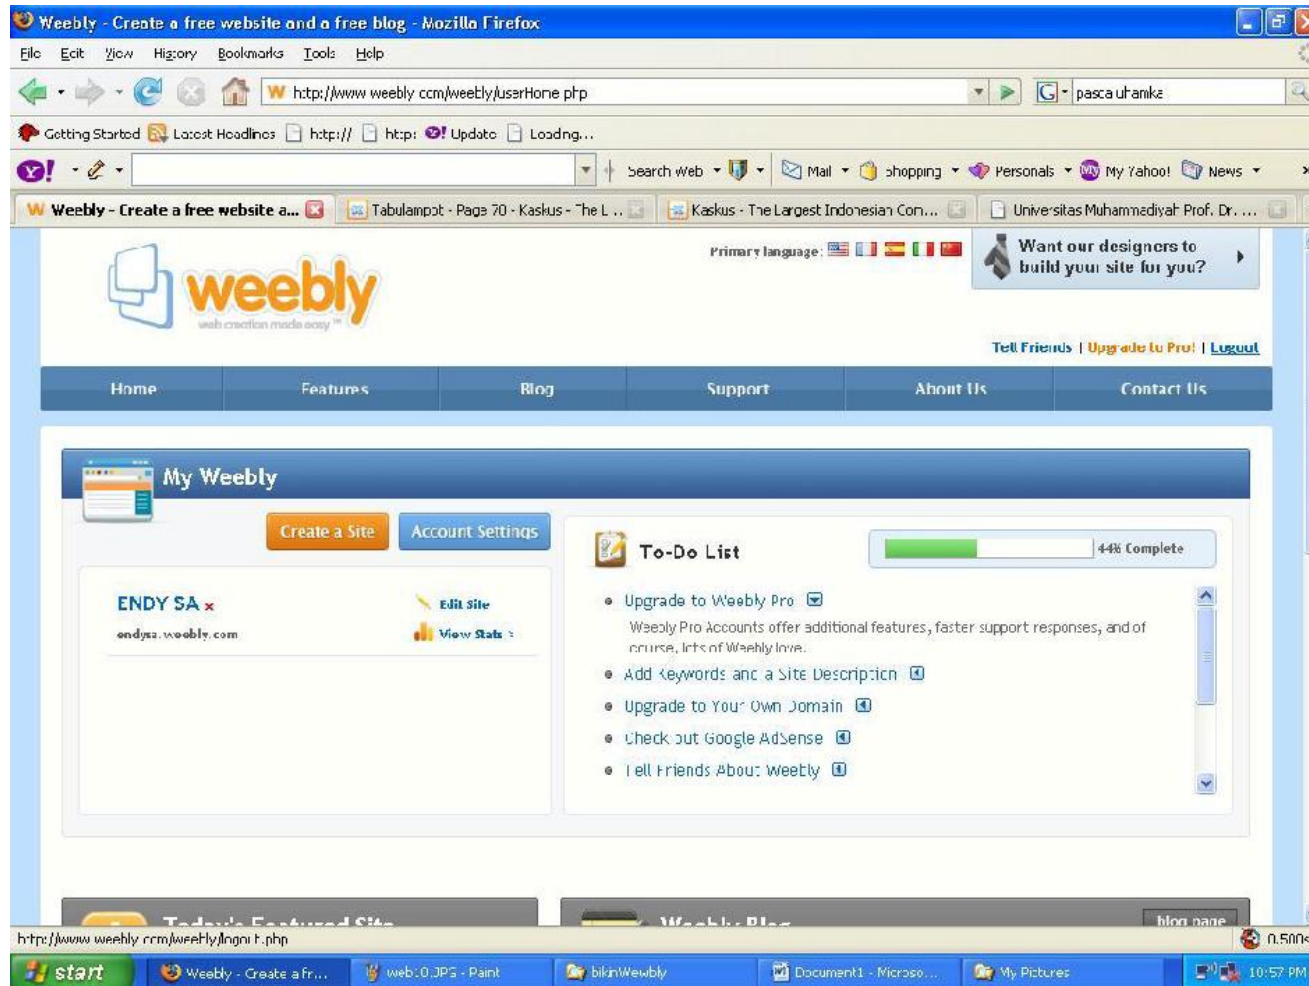 Weebly - Create a free website and a free blog - Mozilla Firefox
File Edit View History Bookmarks Tools Help
http://www.weebly.com/weebly/userHome.php
pasca uhamka
Getting Started Latest Headlines http:// http: Update Loading...
Search Web Mail Shopping Personals My Yahoo! News
Weebly - Create a free website a... Tabulampot - Page 70 - Kaskus - The L... Kaskus - The Largest Indonesian Com... Universitas Muhammadiyah Prof. Dr. ...
Primary language:
Want our designers to
build your site for you?
weebly
web creation made easy ™
Tell Friends | Upgrade to Pro! | Logout
Home Features Blog Support About Us Contact Us
My Weebly
Create a Site Account Settings
To-Do List
44% Complete
ENDY SA x
Edit Site
endysa.weebly.com
View Stats
Upgrade to Weebly Pro
Weebly Pro Accounts offer additional features, faster support responses, and of
course, lots of Weebly love.
Add Keywords and a Site Description
Upgrade to Your Own Domain
Check out Google AdSense
Tell Friends About Weebly
Today's Featured Site
Weebly Blog
blog page
http://www.weebly.com/weebly/logout.php
0.500s
start Weebly - Create a fr... web10.JPG - Paint bikinWewbly Document1 - Microso... My Pictures 10:57 PM